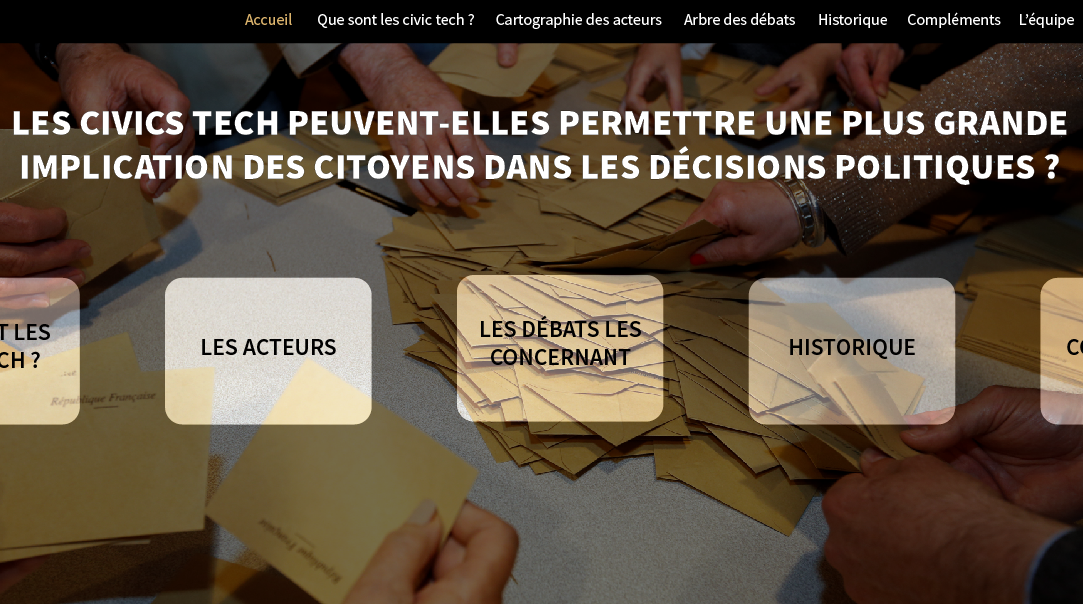 Accueil Que sont les civic tech ? Cartographie des acteurs Arbre des débats Historique Compléments L'équipe
LES CIVICS TECH PEUVENT-ELLES PERMETTRE UNE PLUS GRANDE
IMPLICATION DES CITOYENS DANS LES DÉCISIONS POLITIQUES ?
T LES
CH ?
LES ACTEURS
LES DÉBATS LES
CONCERNANT
HISTORIQUE
CO
République Française
République Française